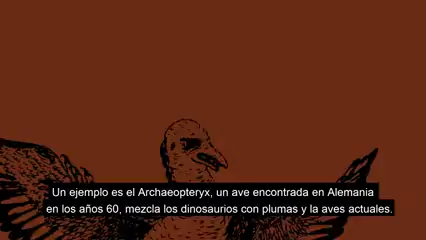 Un ejemplo es el Archaeopteryx, un ave encontrada en Alemania
en los años 60, mezcla los dinosaurios con plumas y la aves actuales.